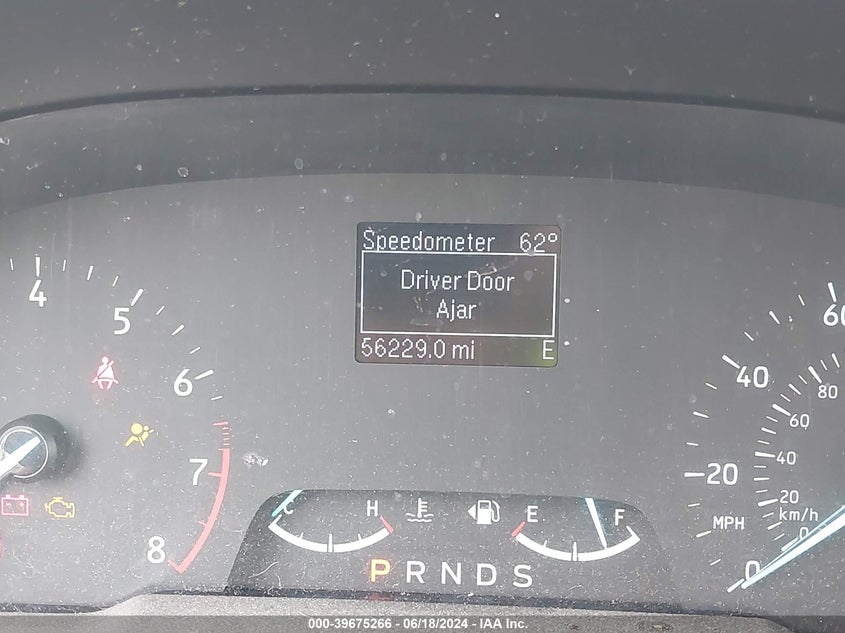 Speedometer 62°
Driver Door
Ajar
56229.0 mi E
4
5
6
7
8
C H
E F
P R N D S
60
40
20
0
MPH
80
60
40
20
km/h
0
000-39675266 - 06/18/2024 - IAA Inc.